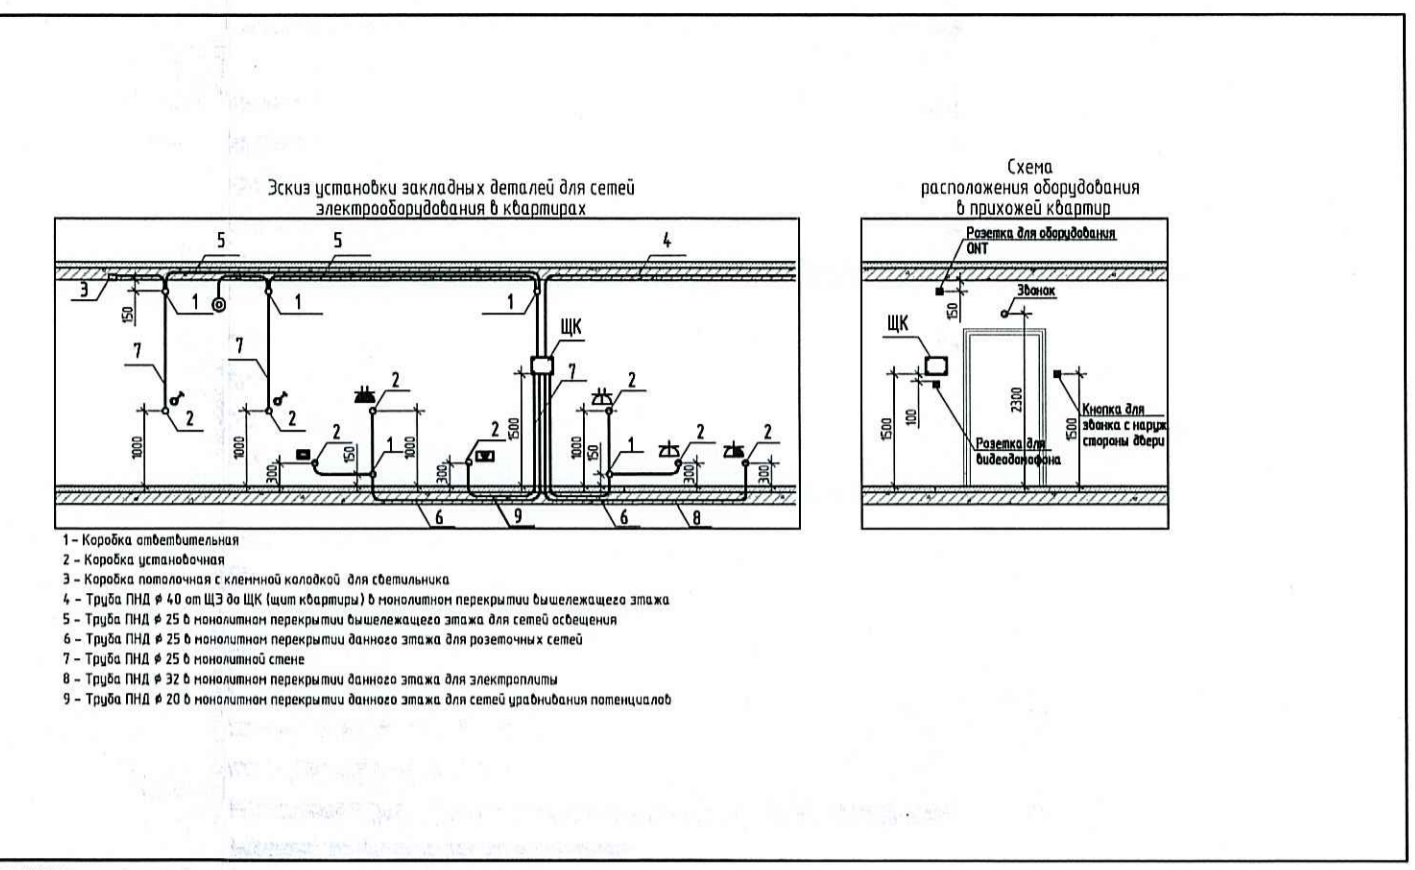 Эскиз установки закладных деталей для сетей
электрооборудования в квартирах
5
5
4
3
150
1
1
1
ЩК
7
7
7
2
2
2
2
2
2
2
2
1
1
1000
1000
300
150
1000
300
1500
1000
150
300
300
6
9
6
8
1 - Коробка ответвительная
2 - Коробка установочная
3 - Коробка потолочная с клеммной колодкой для светильника
4 - Труба ПНД ø 40 от ЩЭ до ЩК (щит квартиры) в монолитном перекрытии вышележащего этажа
5 - Труба ПНД ø 25 в монолитном перекрытии вышележащего этажа для сетей освещения
6 - Труба ПНД ø 25 в монолитном перекрытии данного этажа для розеточных сетей
7 - Труба ПНД ø 25 в монолитной стене
8 - Труба ПНД ø 32 в монолитном перекрытии данного этажа для электроплиты
9 - Труба ПНД ø 20 в монолитном перекрытии данного этажа для сетей уравнивания потенциалов
Схема
расположения оборудования
в прихожей квартир
Розетка для оборудования
ONT
Звонок
150
ЩК
2300
1500
100
1500
Кнопка для
звонка с наруж.
стороны двери
Розетка для
видеодомофона